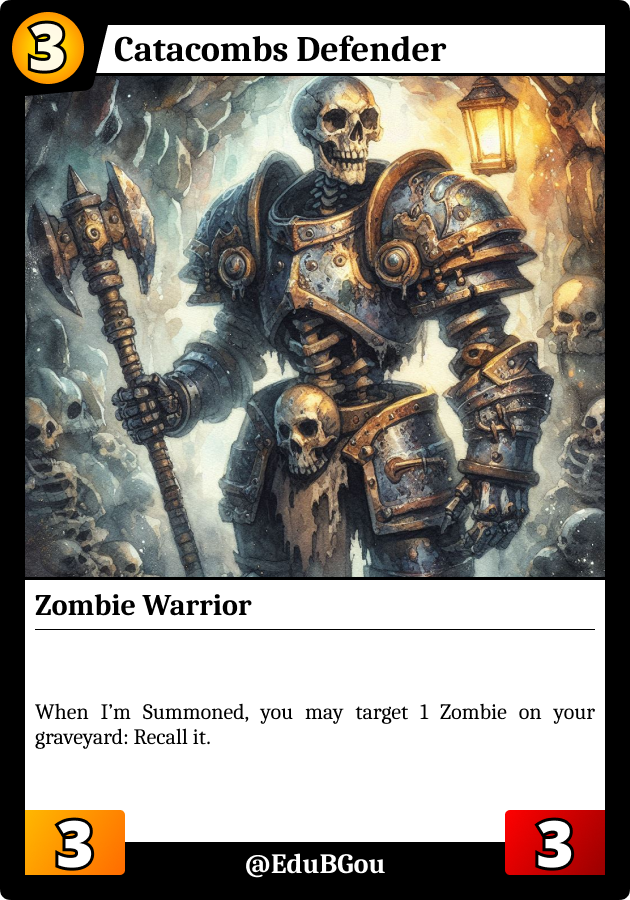 3
Catacombs Defender
Zombie Warrior
When I’m Summoned, you may target 1 Zombie on your
graveyard: Recall it.
3
@EduBGou
3